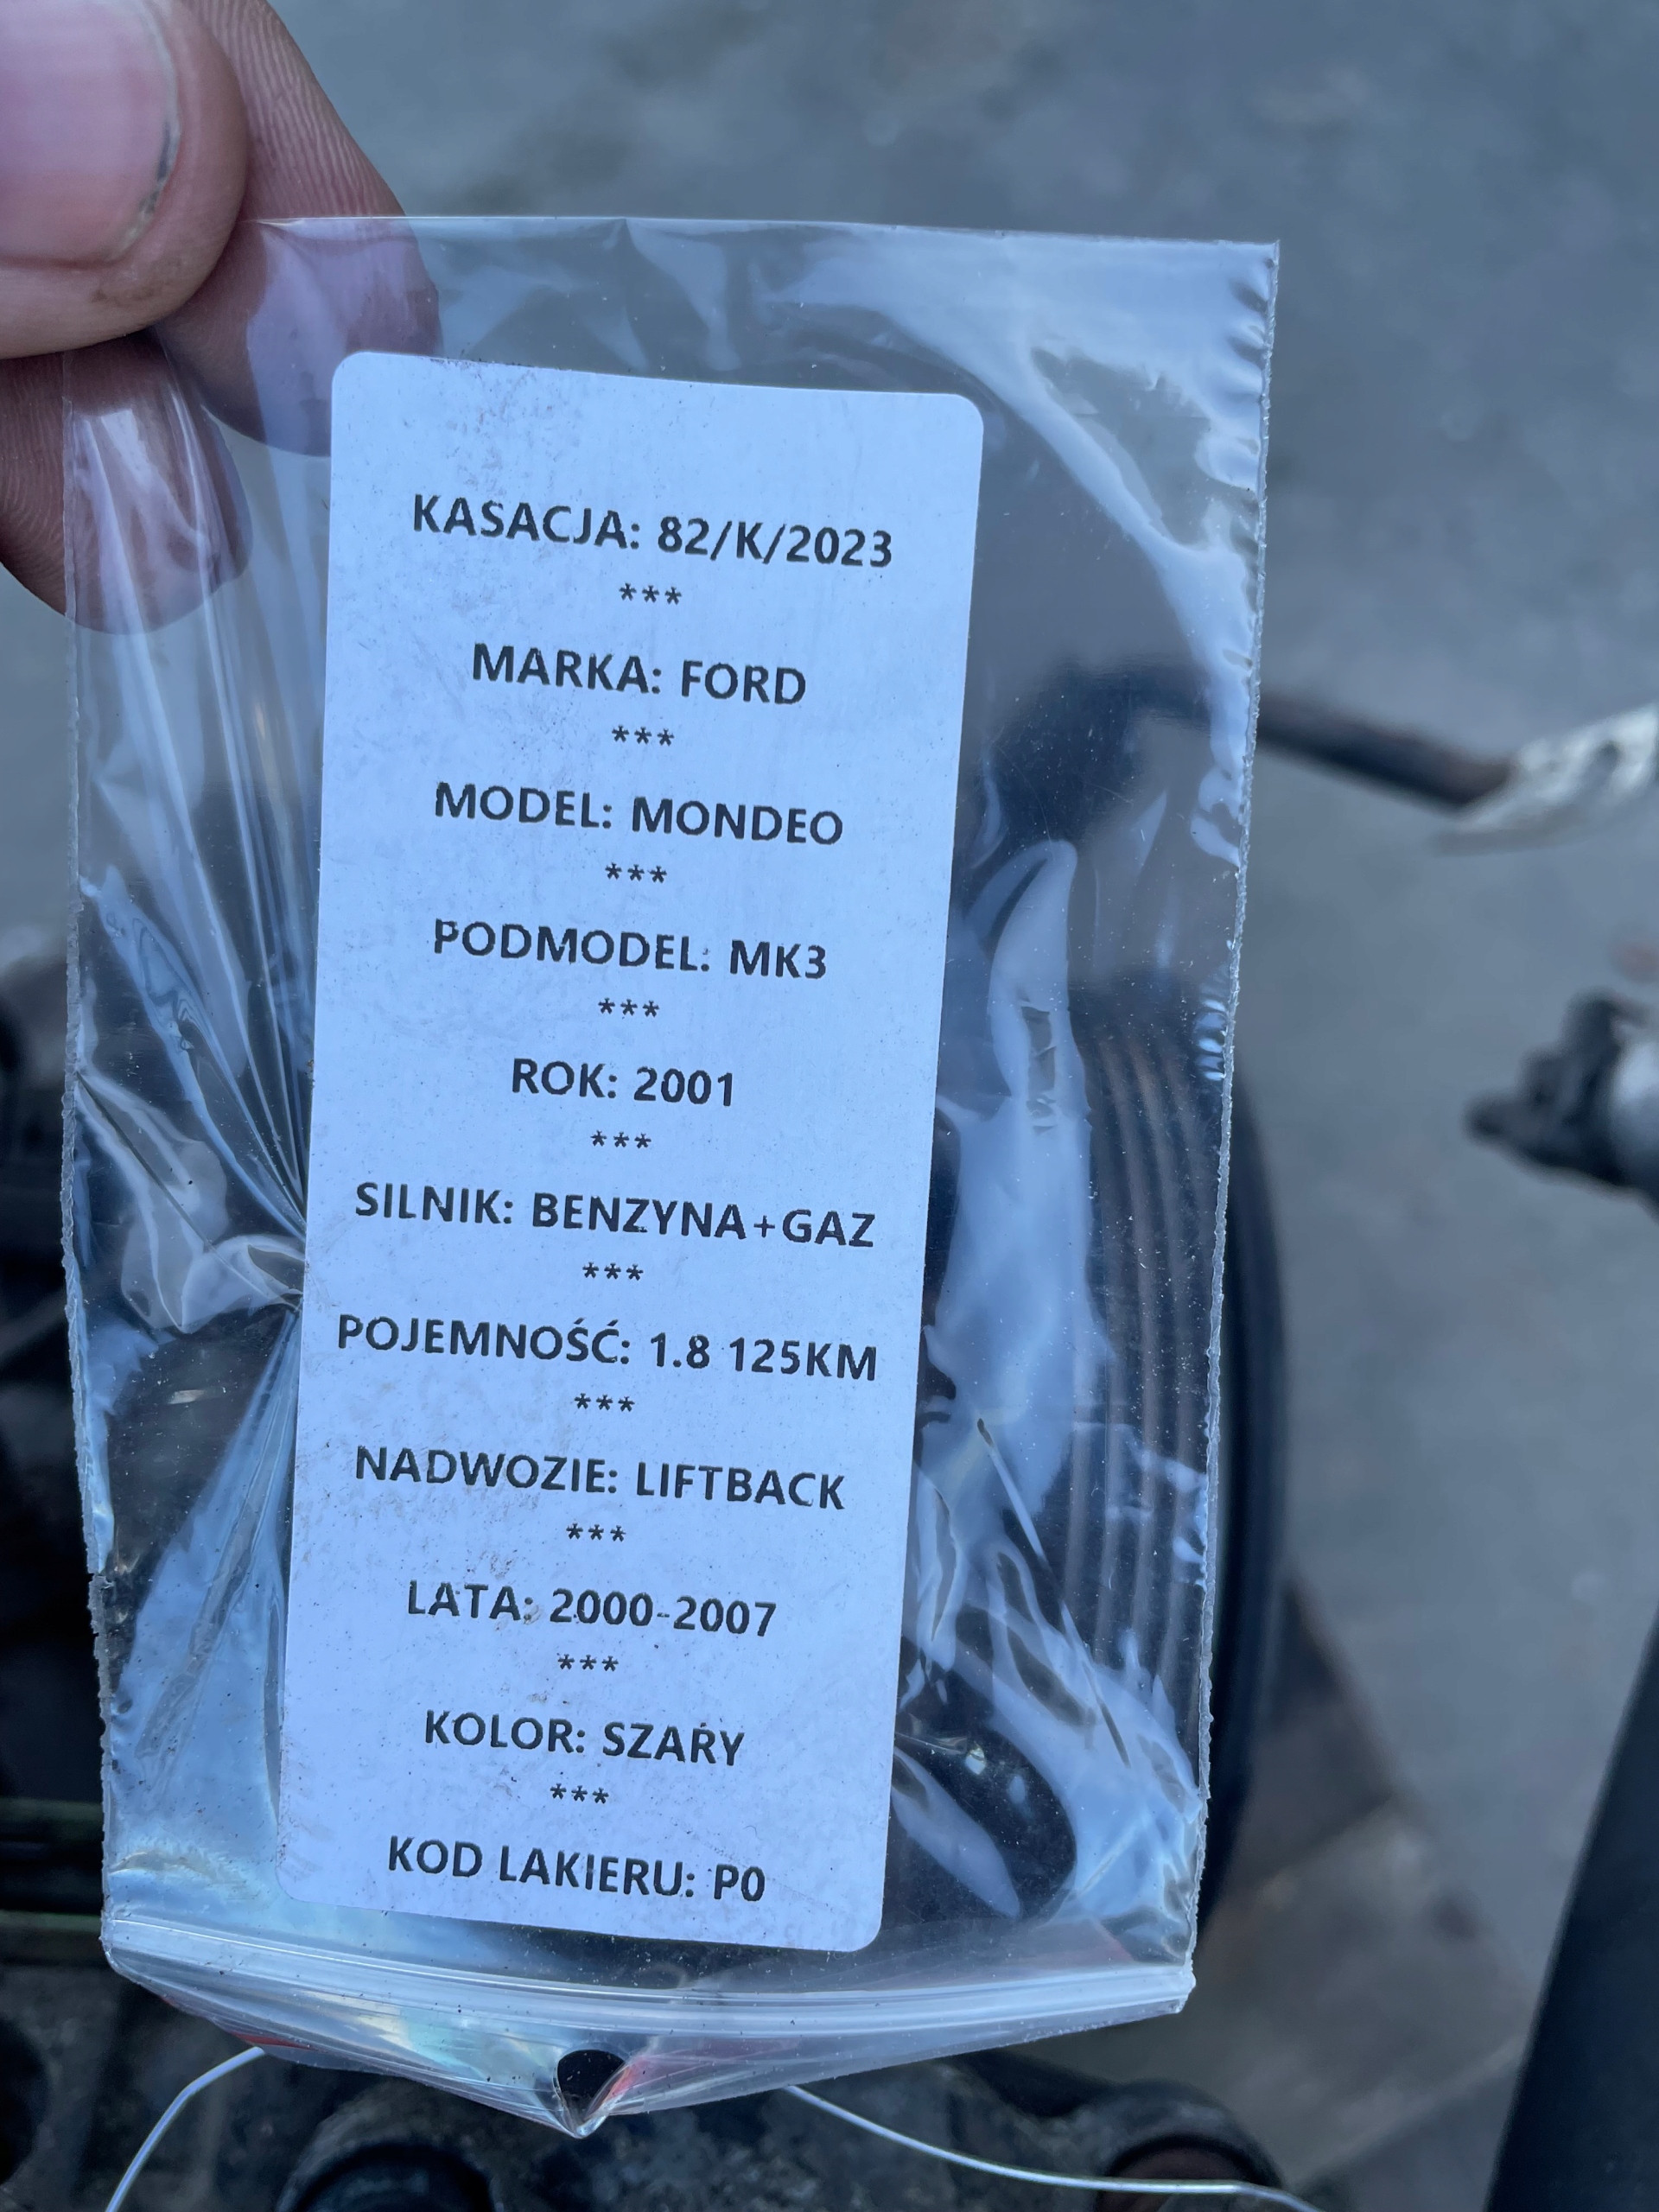 KASACJA: 82/K/2023
***
MARKA: FORD
***
MODEL: MONDEO
***
PODMODEL: MK3
***
ROK: 2001
***
SILNIK: BENZYNA+GAZ
***
POJEMNOŚĆ: 1.8 125KM
***
NADWOZIE: LIFTBACK
***
LATA: 2000-2007
***
KOLOR: SZARY
***
KOD LAKIERU: P0